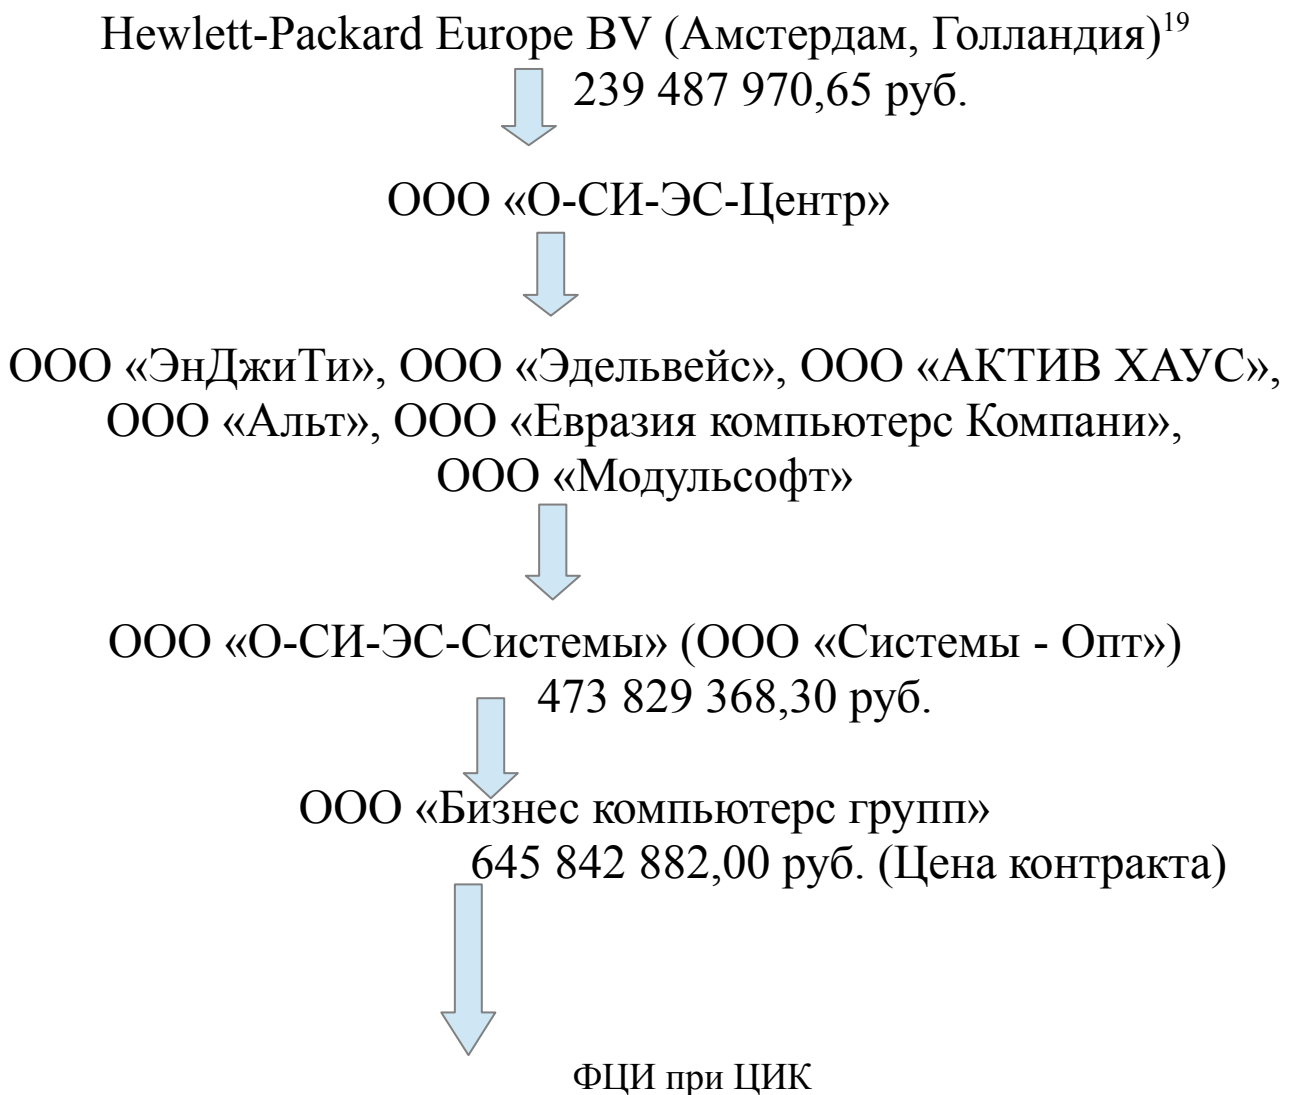 Hewlett-Packard Europe BV (Амстердам, Голландия)19
239 487 970,65 руб.
ООО «О-СИ-ЭС-Центр»
ООО «ЭнДжиТи», ООО «Эдельвейс», ООО «АКТИВ ХАУС»,
ООО «Альт», ООО «Евразия компьютерс Компани»,
ООО «Модульсофт»
ООО «О-СИ-ЭС-Системы» (ООО «Системы - Опт»)
473 829 368,30 руб.
ООО «Бизнес компьютерс групп»
645 842 882,00 руб. (Цена контракта)
ФЦИ при ЦИК